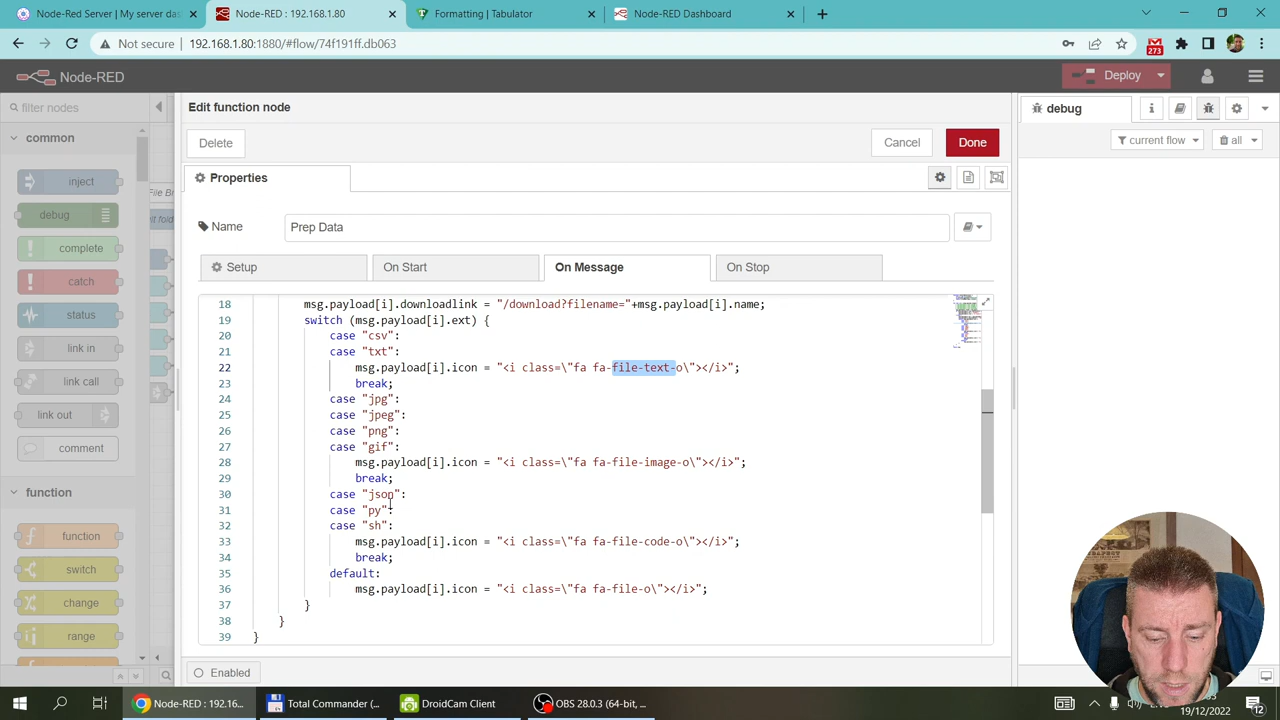 Node-RED Server | My server das
Node-RED: 192.168.1.80
Formatting | Tabulator
Node-RED Dashboard
Not secure
192.168.1.80:1880/#flow/74f191ff.db063
273
Node-RED
Deploy
filter nodes
common
inject
debug
complete
catch
status
link in
link call
link out
comment
function
function
switch
change
range
Edit function node
Delete
Cancel
Done
Properties
Name
Prep Data
Setup
On Start
On Message
On Stop
18 msg.payload[i].downloadlink = "/download?filename="+msg.payload[i].name;
19 switch (msg.payload[i].ext) {
20 case "csv":
21 case "txt":
22 msg.payload[i].icon = "<i class=\"fa fa-file-text-o\"></i>";
23 break;
24 case "jpg":
25 case "jpeg":
26 case "png":
27 case "gif":
28 msg.payload[i].icon = "<i class=\"fa fa-file-image-o\"></i>";
29 break;
30 case "json":
31 case "py":
32 case "sh":
33 msg.payload[i].icon = "<i class=\"fa fa-file-code-o\"></i>";
34 break;
35 default:
36 msg.payload[i].icon = "<i class=\"fa fa-file-o\"></i>";
37 }
38 }
39 }
Enabled
debug
current flow
all
Node-RED: 192.16...
Total Commander (...
DroidCam Client
OBS 28.0.3 (64-bit, ...
19/12/2022